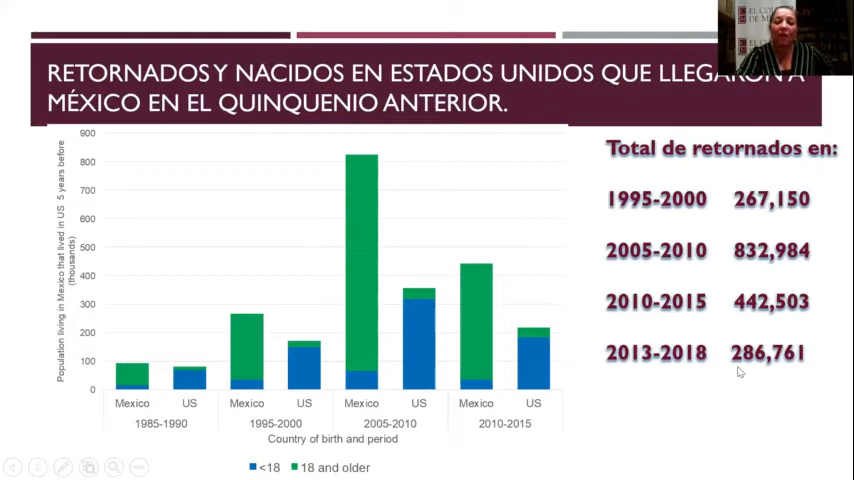 RETORNADOS Y NACIDOS EN ESTADOS UNIDOS QUE LLEGARON A
MÉXICO EN EL QUINQUENIO ANTERIOR.
Population living in Mexico that lived in US 5 years before
(thousands)
900
800
700
600
500
400
300
200
100
0
Mexico US Mexico US Mexico US Mexico US
1985-1990 1995-2000 2005-2010 2010-2015
Country of birth and period
<18 18 and older
Total de retornados en:
1995-2000 267,150
2005-2010 832,984
2010-2015 442,503
2013-2018 286,761